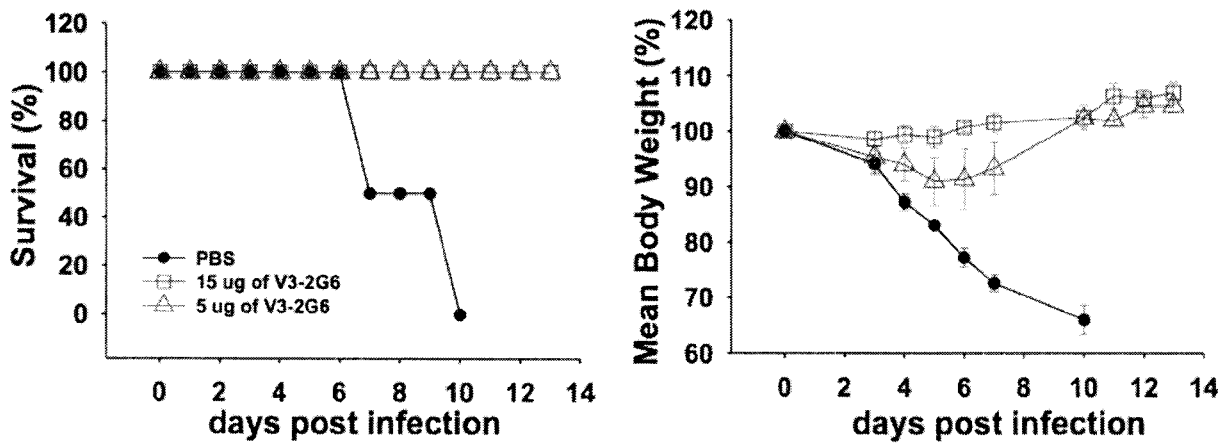 Survival (%)
120
100
80
60
40
20
0
PBS
15 ug of V3-2G6
5 ug of V3-2G6
0 2 4 6 8 10 12 14
days post infection
Mean Body Weight (%)
120
110
100
90
80
70
60
0 2 4 6 8 10 12 14
days post infection